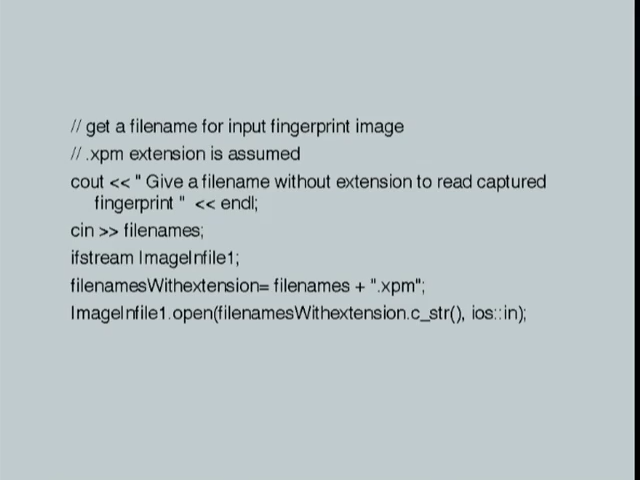 // get a filename for input fingerprint image
// .xpm extension is assumed
cout << " Give a filename without extension to read captured
fingerprint " << endl;
cin >> filenames;
ifstream ImageInfile1;
filenamesWithextension= filenames + ".xpm";
ImageInfile1.open(filenamesWithextension.c_str(), ios::in);